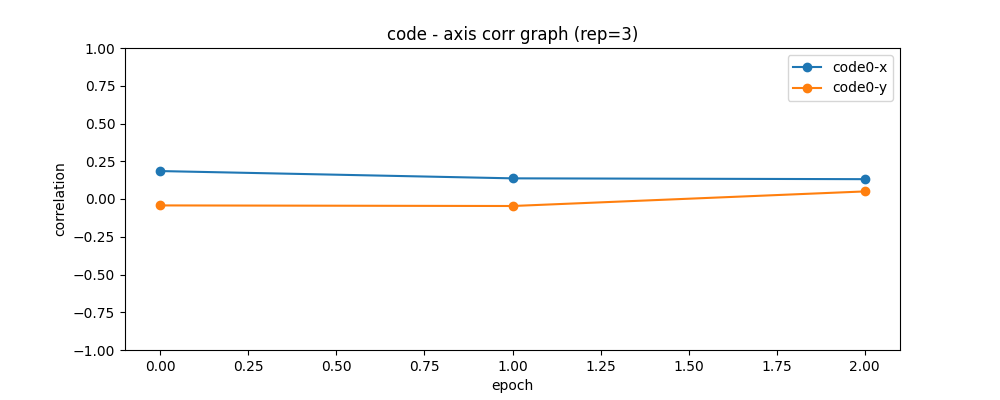 code - axis corr graph (rep=3)
1.00
0.75
0.50
0.25
0.00
−0.25
−0.50
−0.75
−1.00
correlation
code0-x
code0-y
0.00 0.25 0.50 0.75 1.00 1.25 1.50 1.75 2.00
epoch